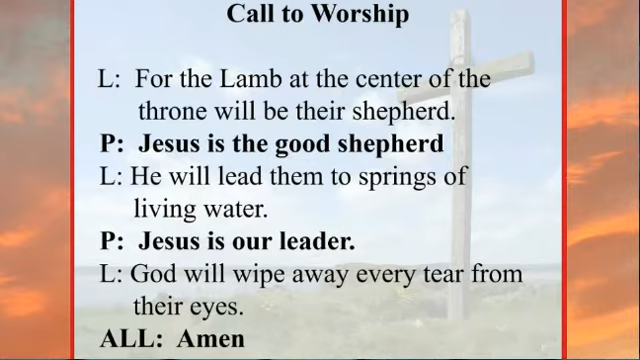 Call to Worship
L: For the Lamb at the center of the
throne will be their shepherd.
P: Jesus is the good shepherd
L: He will lead them to springs of
living water.
P: Jesus is our leader.
L: God will wipe away every tear from
their eyes.
ALL: Amen